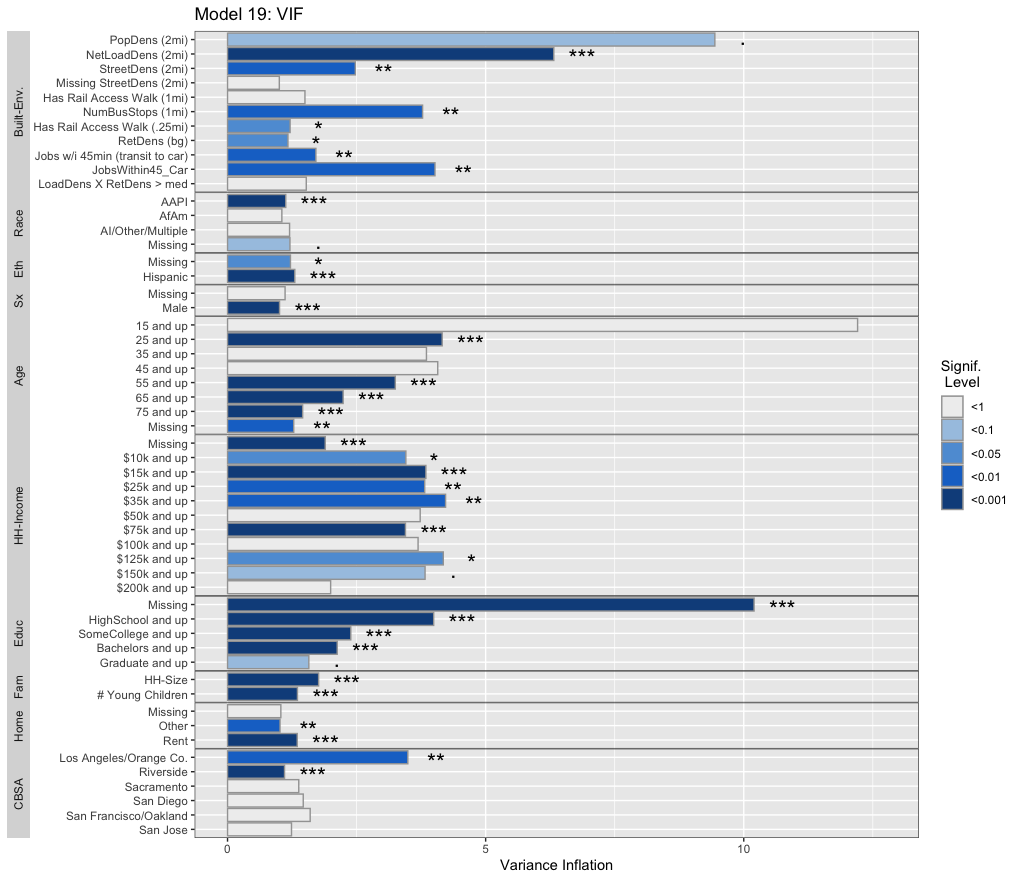 Model 19: VIF
Built-Env.
PopDens (2mi) .
NetLoadDens (2mi) ***
StreetDens (2mi) **
Missing StreetDens (2mi)
Has Rail Access Walk (1mi)
NumBusStops (1mi) **
Has Rail Access Walk (.25mi) *
RetDens (bg) *
Jobs w/i 45min (transit to car) **
JobsWithin45_Car **
LoadDens X RetDens > med
Race
AAPI ***
AfAm
AI/Other/Multiple
Missing .
Eth
Missing *
Hispanic ***
Sx
Missing
Male ***
Age
15 and up
25 and up ***
35 and up
45 and up
55 and up ***
65 and up ***
75 and up ***
Missing **
HH-Income
Missing ***
$10k and up *
$15k and up ***
$25k and up **
$35k and up **
$50k and up
$75k and up ***
$100k and up
$125k and up *
$150k and up .
$200k and up
Educ
Missing ***
HighSchool and up ***
SomeCollege and up ***
Bachelors and up ***
Graduate and up .
Fam
HH-Size ***
# Young Children ***
Home
Missing
Other **
Rent ***
CBSA
Los Angeles/Orange Co. **
Riverside ***
Sacramento
San Diego
San Francisco/Oakland
San Jose
0 5 10
Variance Inflation
Signif.
Level
<1
<0.1
<0.05
<0.01
<0.001